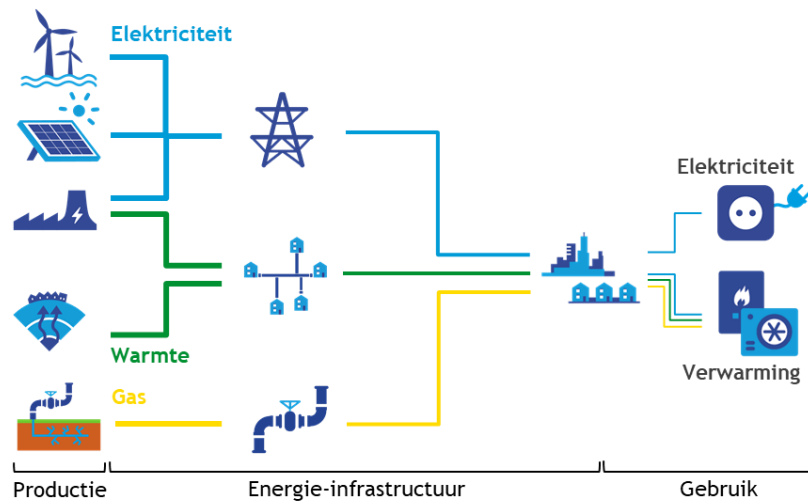 Elektriciteit
Elektriciteit
Warmte
Verwarming
Gas
Productie
Energie-infrastructuur
Gebruik